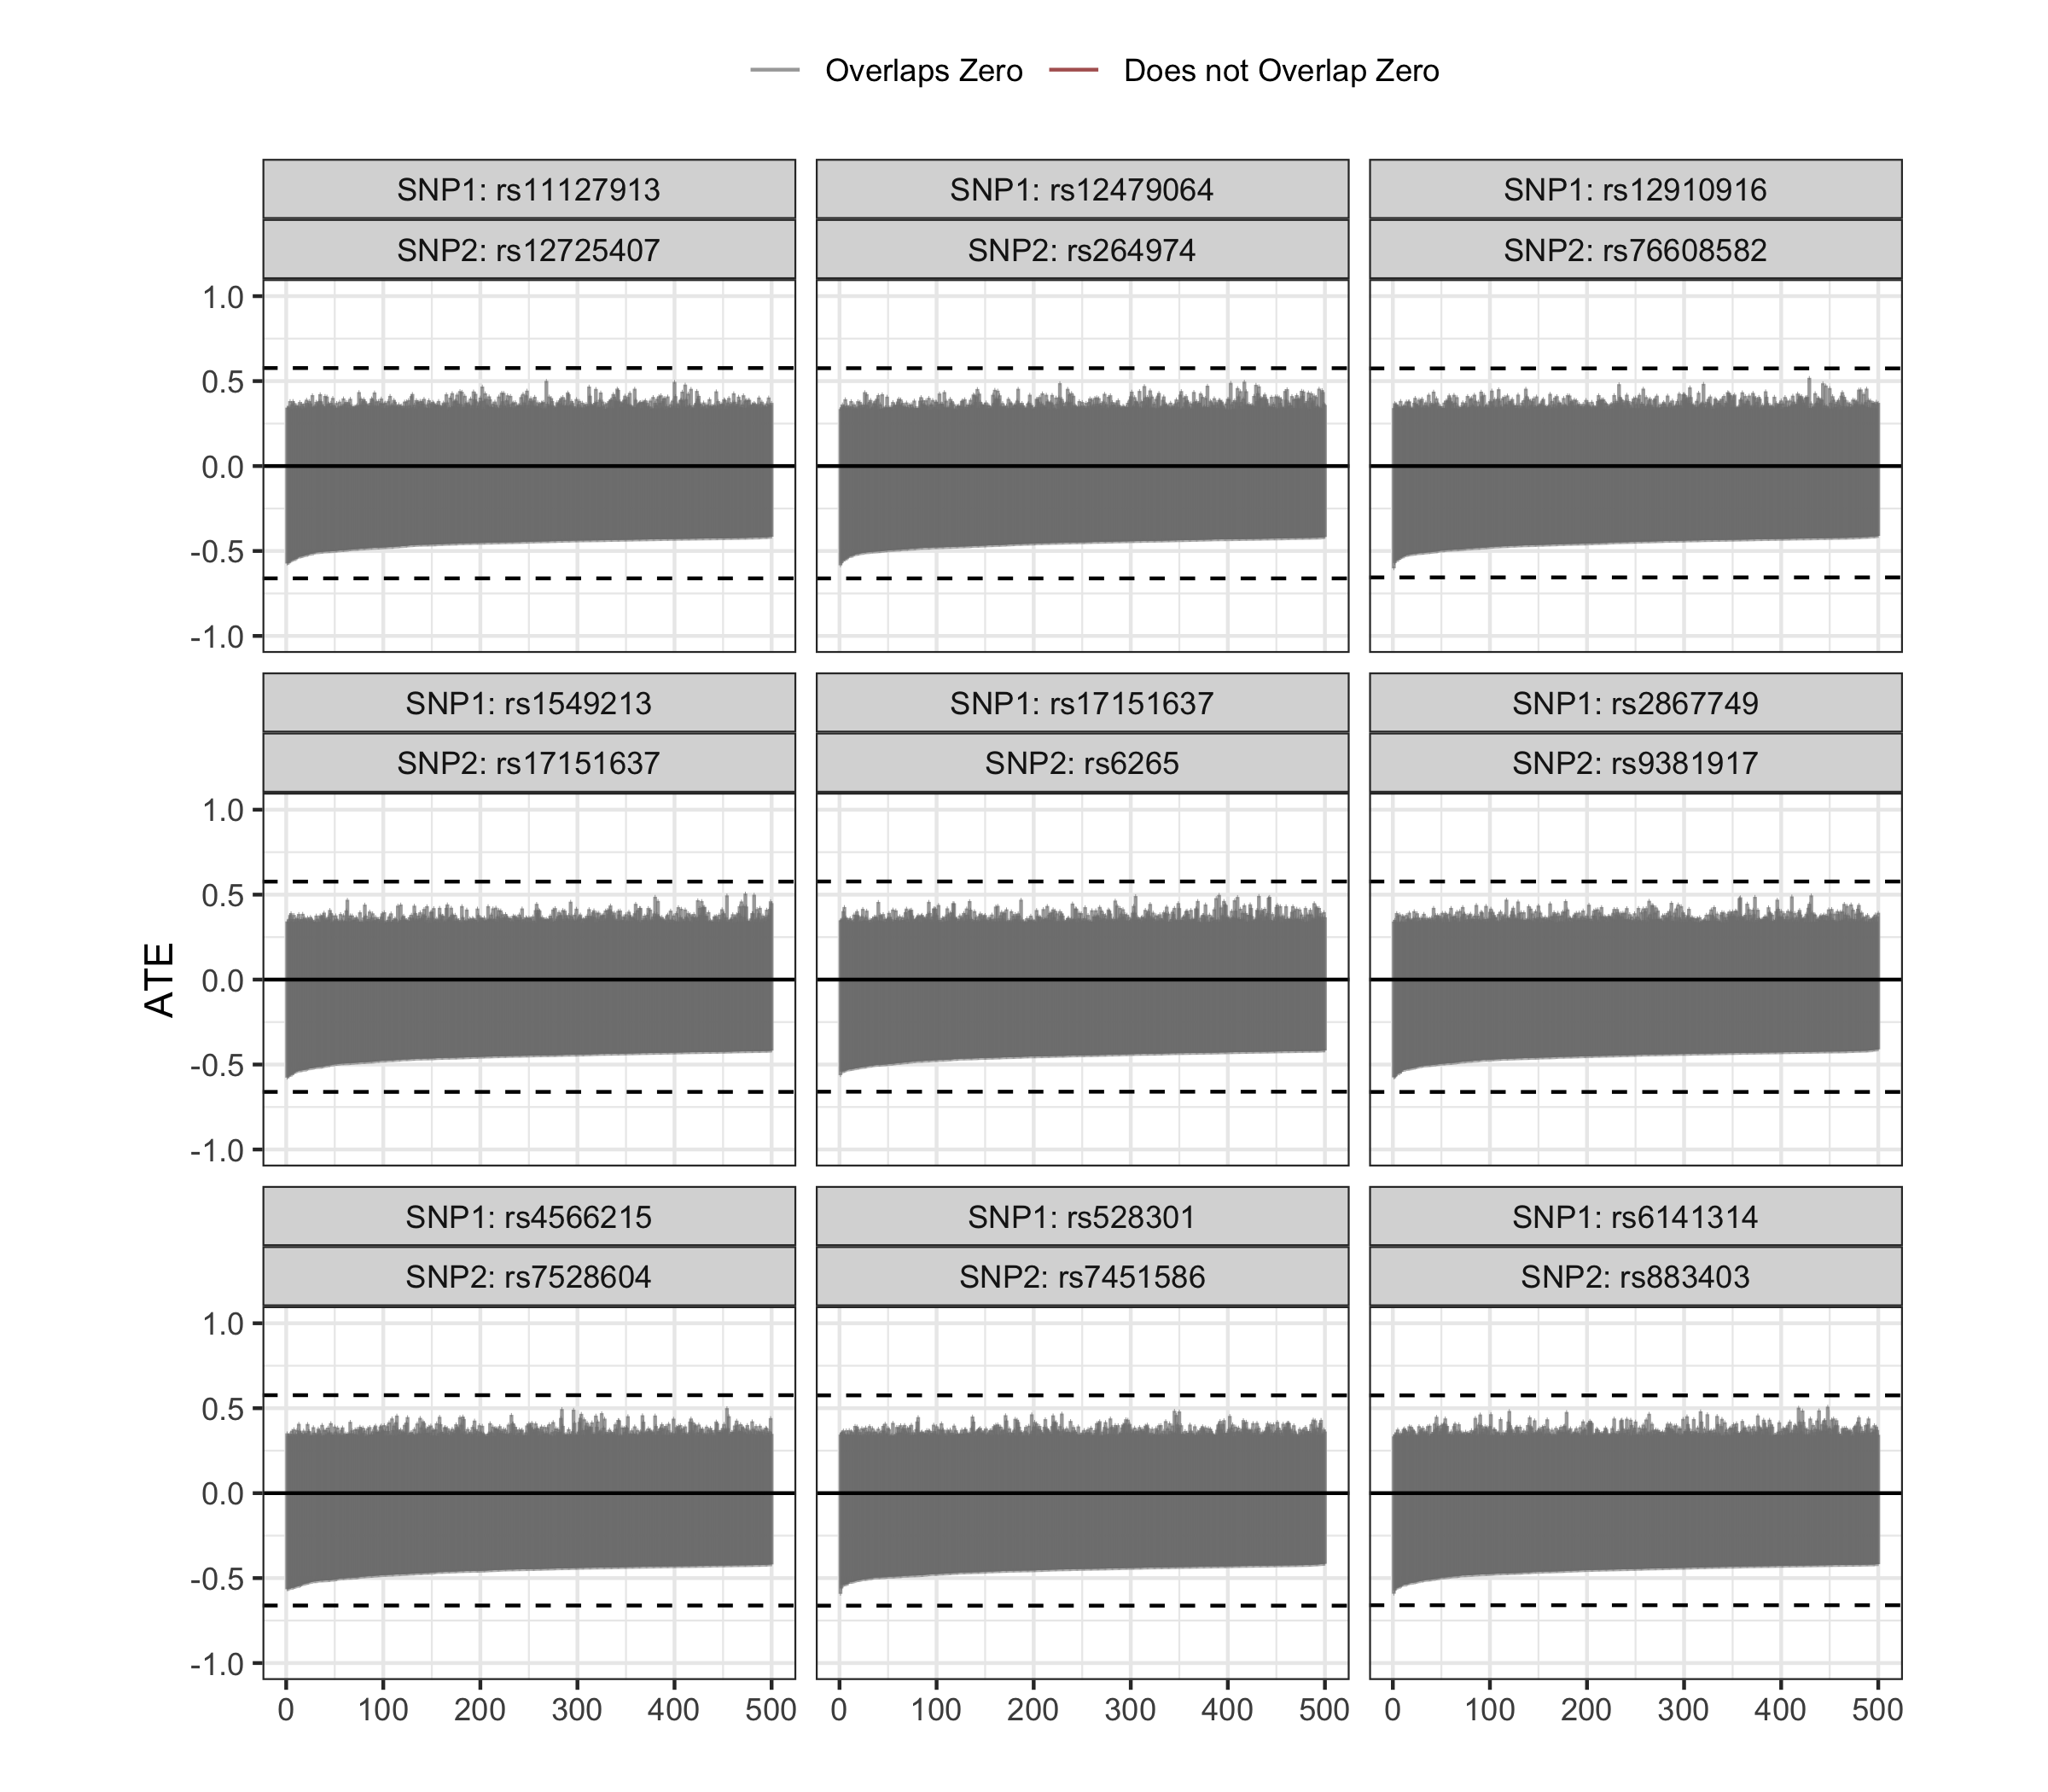 Overlaps Zero Does not Overlap Zero
SNP1: rs11127913 SNP1: rs12479064 SNP1: rs12910916
SNP2: rs12725407 SNP2: rs264974 SNP2: rs76608582
1.0
0.5
0.0
-0.5
-1.0
SNP1: rs1549213 SNP1: rs17151637 SNP1: rs2867749
SNP2: rs17151637 SNP2: rs6265 SNP2: rs9381917
1.0
0.5
0.0
-0.5
-1.0
ATE
SNP1: rs4566215 SNP1: rs528301 SNP1: rs6141314
SNP2: rs7528604 SNP2: rs7451586 SNP2: rs883403
1.0
0.5
0.0
-0.5
-1.0
0 100 200 300 400 500 0 100 200 300 400 500 0 100 200 300 400 500